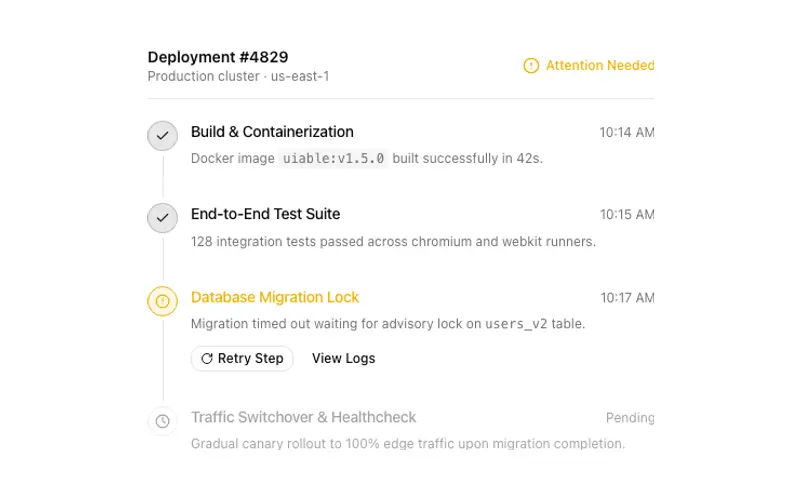 Deployment #4829
Attention Needed
Production cluster · us-east-1
Build & Containerization
10:14 AM
Docker image uiable:v1.5.0 built successfully in 42s.
End-to-End Test Suite
10:15 AM
128 integration tests passed across chromium and webkit runners.
Database Migration Lock
10:17 AM
Migration timed out waiting for advisory lock on users_v2 table.
Retry Step
View Logs
Traffic Switchover & Healthcheck
Pending
Gradual canary rollout to 100% edge traffic upon migration completion.